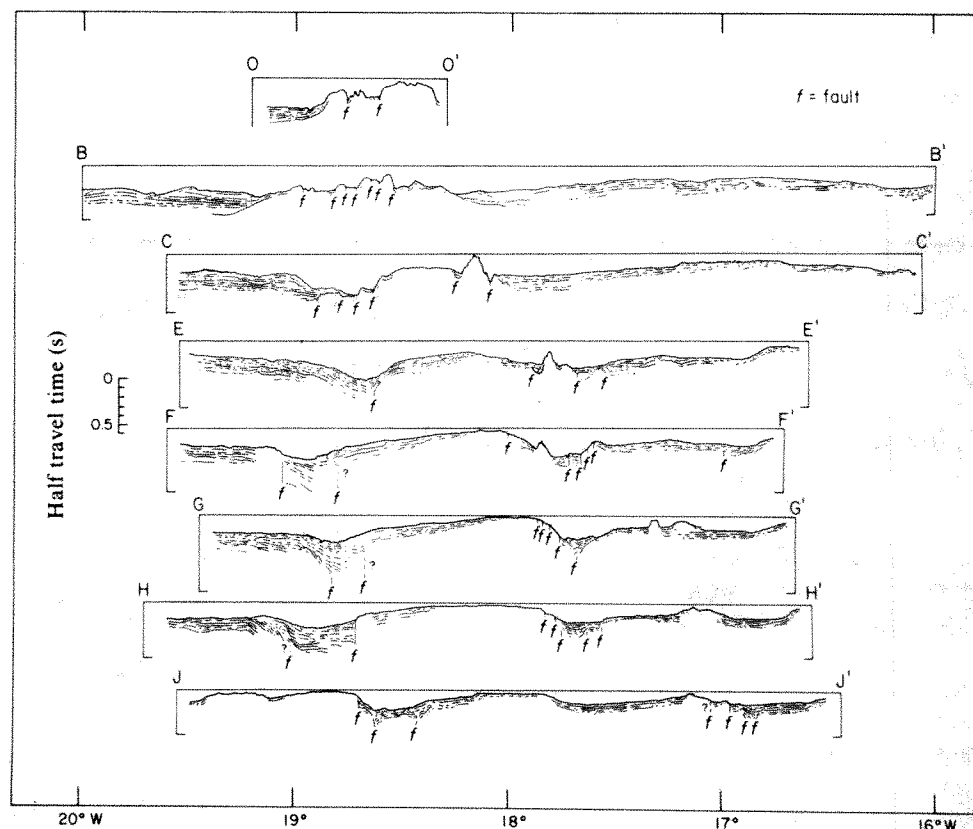 O O'
f = fault
f f
B B'
f f f f f f f
C C'
f f f f f f
E E'
f f f f
Half travel time (s)
0
0.5
F F'
f f ? f f f f f f
G G'
f f ? f f f f f
H H'
? f f f f f f f
J J'
f f f ? f f f f
20° W 19° 18° 17° 16° W